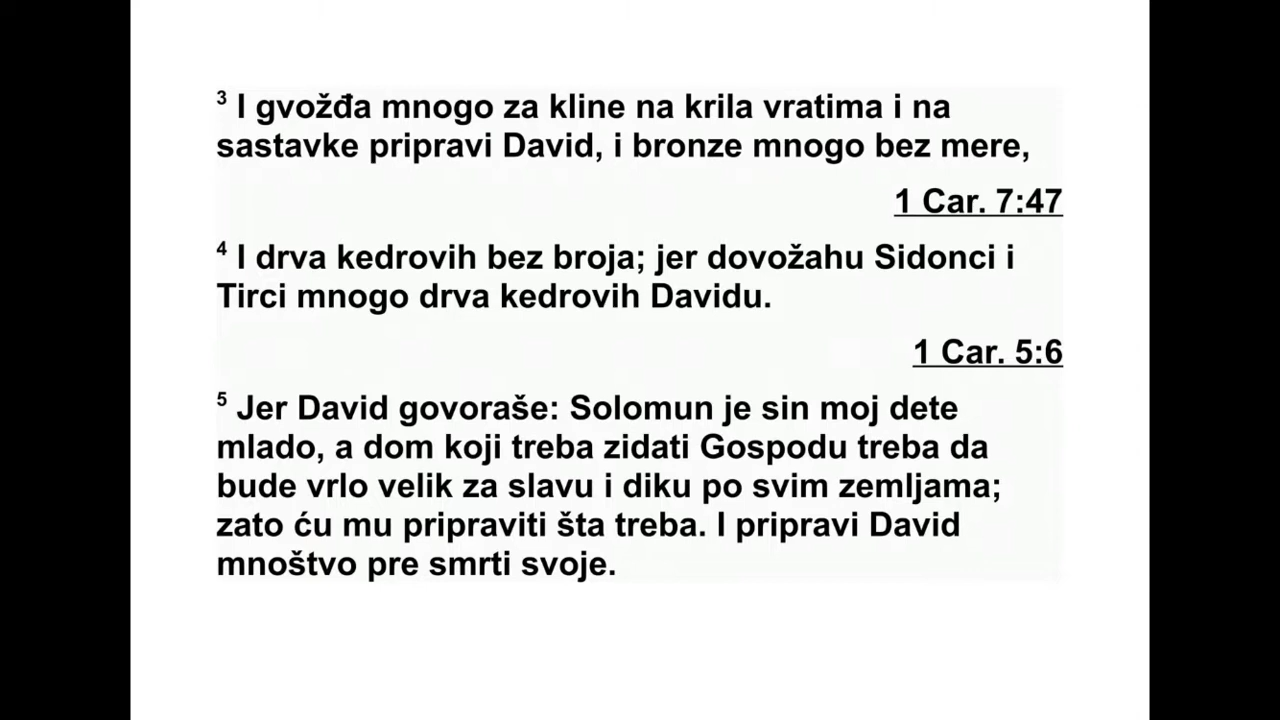 3 I gvožđa mnogo za kline na krila vratima i na
sastavke pripravi David, i bronze mnogo bez mere,
1 Car. 7:47
4 I drva kedrovih bez broja; jer dovožahu Sidonci i
Tirci mnogo drva kedrovih Davidu.
1 Car. 5:6
5 Jer David govoraše: Solomun je sin moj dete
mlado, a dom koji treba zidati Gospodu treba da
bude vrlo velik za slavu i diku po svim zemljama;
zato ću mu pripraviti šta treba. I pripravi David
mnoštvo pre smrti svoje.